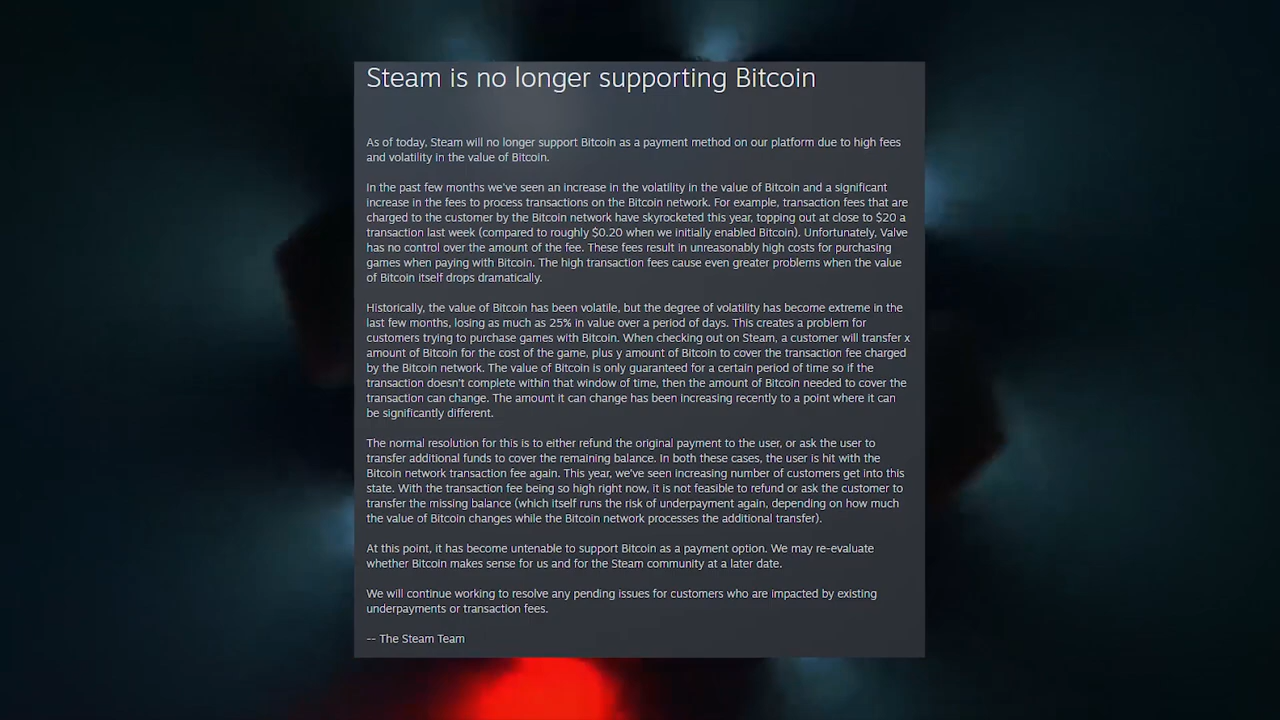 Steam is no longer supporting Bitcoin
As of today, Steam will no longer support Bitcoin as a payment method on our platform due to high fees
and volatility in the value of Bitcoin.
In the past few months we've seen an increase in the volatility in the value of Bitcoin and a significant
increase in the fees to process transactions on the Bitcoin network. For example, transaction fees that are
charged to the customer by the Bitcoin network have skyrocketed this year, topping out at close to $20 a
transaction last week (compared to roughly $0.20 when we initially enabled Bitcoin). Unfortunately, Valve
has no control over the amount of the fee. These fees result in unreasonably high costs for purchasing
games when paying with Bitcoin. The high transaction fees cause even greater problems when the value
of Bitcoin itself drops dramatically.
Historically, the value of Bitcoin has been volatile, but the degree of volatility has become extreme in the
last few months, losing as much as 25% in value over a period of days. This creates a problem for
customers trying to purchase games with Bitcoin. When checking out on Steam, a customer will transfer x
amount of Bitcoin for the cost of the game, plus y amount of Bitcoin to cover the transaction fee charged
by the Bitcoin network. The value of Bitcoin is only guaranteed for a certain period of time so if the
transaction doesn't complete within that window of time, then the amount of Bitcoin needed to cover the
transaction can change. The amount it can change has been increasing recently to a point where it can
be significantly different.
The normal resolution for this is to either refund the original payment to the user, or ask the user to
transfer additional funds to cover the remaining balance. In both these cases, the user is hit with the
Bitcoin network transaction fee again. This year, we've seen increasing number of customers get into this
state. With the transaction fee being so high right now, it is not feasible to refund or ask the customer to
transfer the missing balance (which itself runs the risk of underpayment again, depending on how much
the value of Bitcoin changes while the Bitcoin network processes the additional transfer).
At this point, it has become untenable to support Bitcoin as a payment option. We may re-evaluate
whether Bitcoin makes sense for us and for the Steam community at a later date.
We will continue working to resolve any pending issues for customers who are impacted by existing
underpayments or transaction fees.
-- The Steam Team